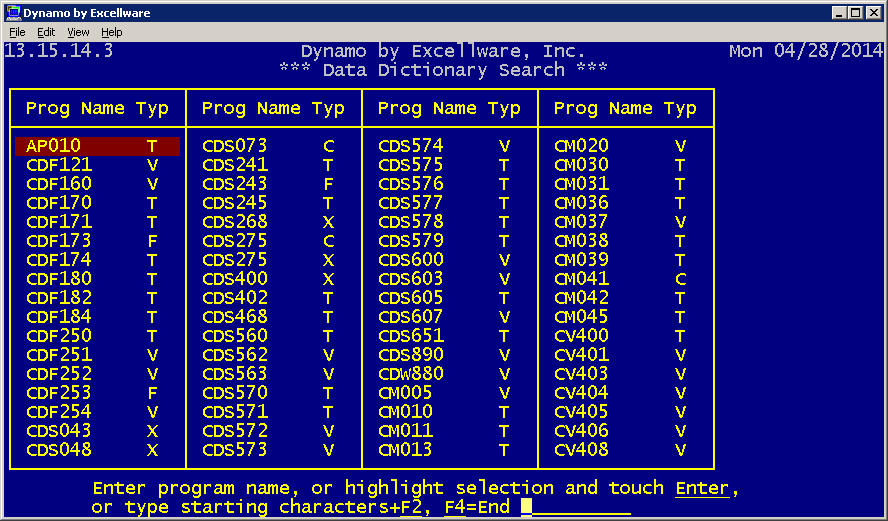 Dynamo by Excellware
File Edit View Help
13.15.14.3 Dynamo by Excellware, Inc. Mon 04/28/2014
*** Data Dictionary Search ***
Prog Name Typ Prog Name Typ Prog Name Typ Prog Name Typ
AP010 T CDS073 C CDS574 V CM020 V
CDF121 V CDS241 T CDS575 T CM030 T
CDF160 V CDS243 F CDS576 T CM031 T
CDF170 T CDS245 T CDS577 T CM036 T
CDF171 T CDS268 X CDS578 T CM037 V
CDF173 F CDS275 C CDS579 T CM038 T
CDF174 T CDS275 X CDS600 V CM039 T
CDF180 T CDS400 X CDS603 V CM041 C
CDF182 T CDS402 T CDS605 T CM042 T
CDF184 T CDS468 T CDS607 V CM045 T
CDF250 T CDS560 T CDS651 T CV400 T
CDF251 V CDS562 V CDS890 V CV401 V
CDF252 V CDS563 V CDW880 V CV403 V
CDF253 F CDS570 T CM005 V CV404 V
CDF254 V CDS571 T CM010 T CV405 V
CDS043 X CDS572 V CM011 T CV406 V
CDS048 X CDS573 V CM013 T CV408 V
Enter program name, or highlight selection and touch Enter,
or type starting characters+F2, F4=End